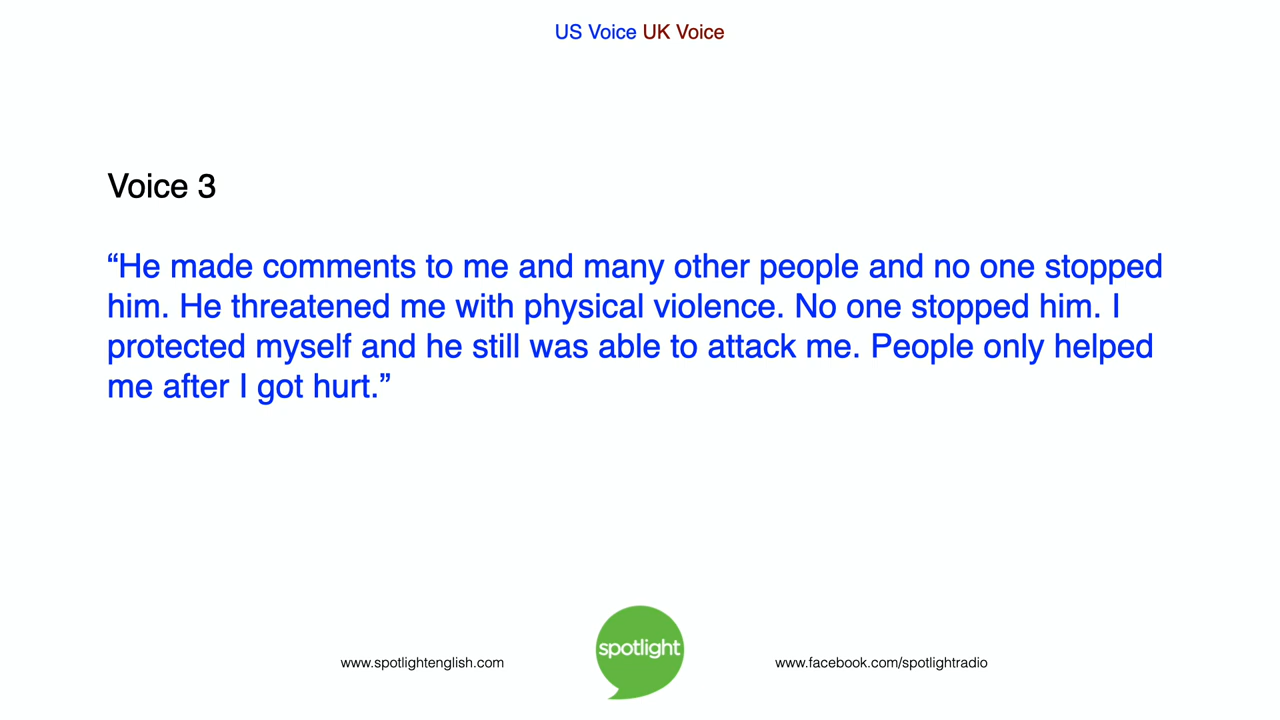 US Voice UK Voice
Voice 3
“He made comments to me and many other people and no one stopped
him. He threatened me with physical violence. No one stopped him. I
protected myself and he still was able to attack me. People only helped
me after I got hurt.”
spotlight
www.spotlightenglish.com
www.facebook.com/spotlightradio